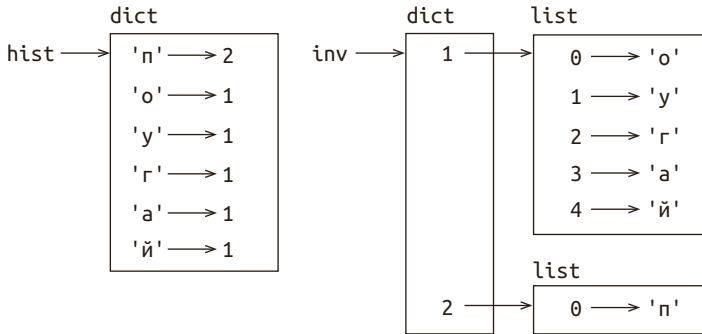 dict
hist
'п' 2
'о' 1
'у' 1
'г' 1
'а' 1
'й' 1
dict
inv
1
2
list
0 'о'
1 'у'
2 'г'
3 'а'
4 'й'
list
0 'п'